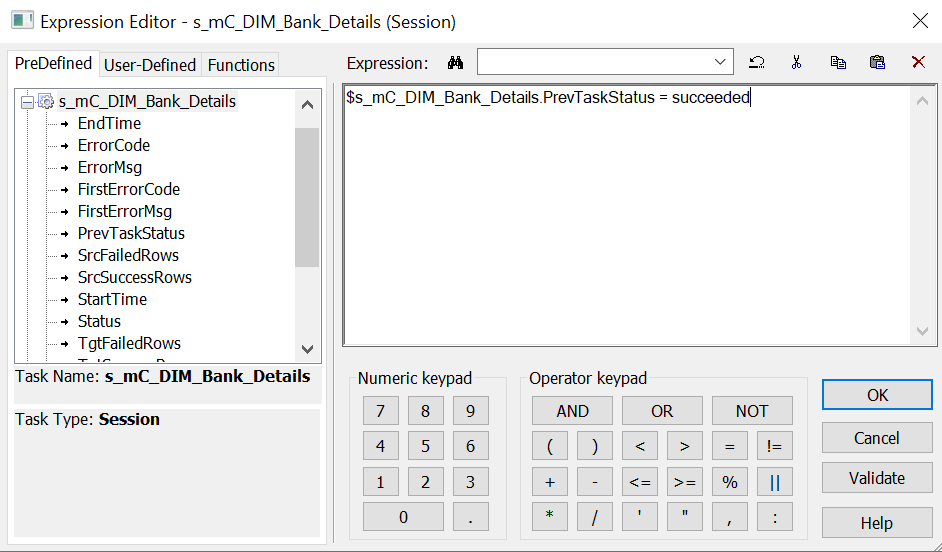 Expression Editor - s_mC_DIM_Bank_Details (Session)
PreDefined User-Defined Functions
Expression:
s_mC_DIM_Bank_Details
EndTime
ErrorCode
ErrorMsg
FirstErrorCode
FirstErrorMsg
PrevTaskStatus
SrcFailedRows
SrcSuccessRows
StartTime
Status
TgtFailedRows
$s_mC_DIM_Bank_Details.PrevTaskStatus = succeeded
Task Name: s_mC_DIM_Bank_Details
Task Type: Session
Numeric keypad
7 8 9
4 5 6
1 2 3
0 .
Operator keypad
AND OR NOT
( ) < > = !=
+ - <= >= % ||
* / ' " , :
OK
Cancel
Validate
Help